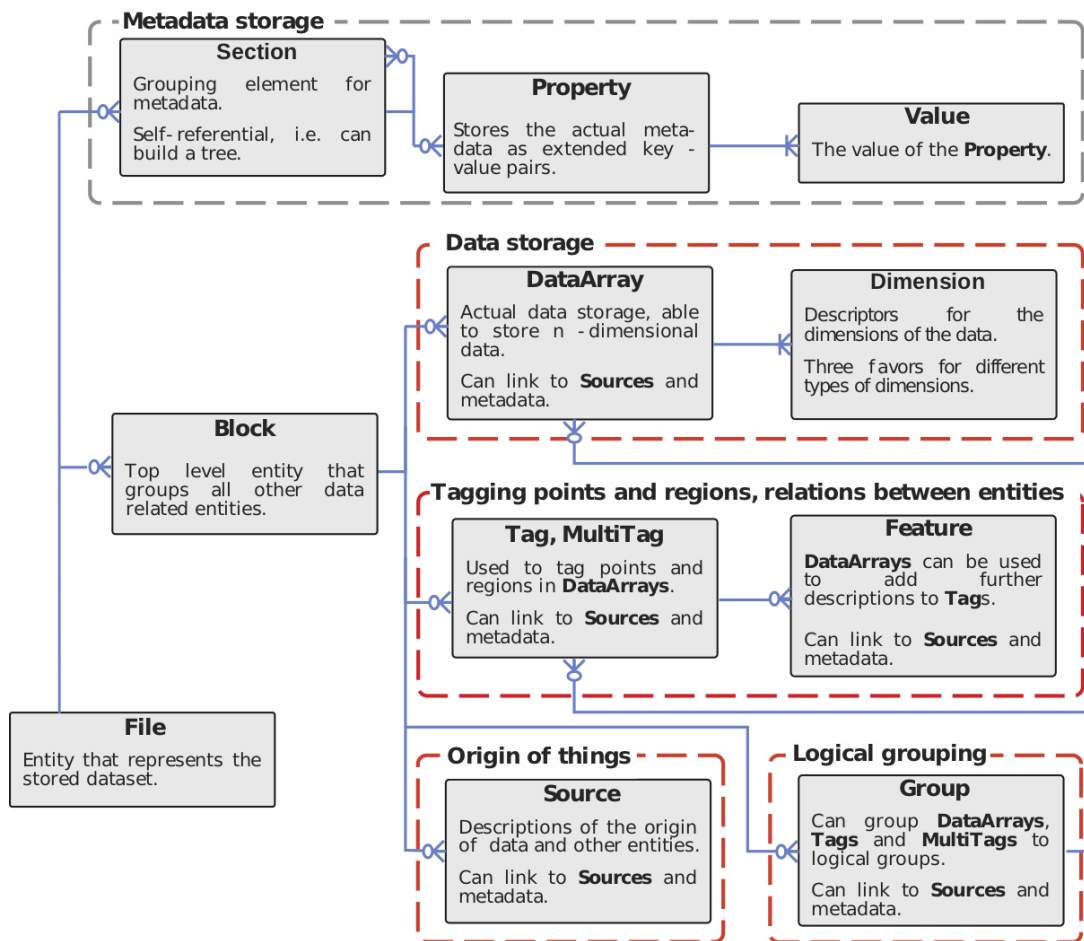 Metadata storage
Section
Grouping element for
metadata.
Self-referential, i.e. can
build a tree.
Property
Stores the actual meta-
data as extended key -
value pairs.
Value
The value of the Property.
Data storage
DataArray
Actual data storage, able
to store n -dimensional
data.
Can link to Sources and
metadata.
Dimension
Descriptors for the
dimensions of the data.
Three favors for different
types of dimensions.
Block
Top level entity that
groups all other data
related entities.
Tagging points and regions, relations between entities
Tag, MultiTag
Used to tag points and
regions in DataArrays.
Can link to Sources and
metadata.
Feature
DataArrays can be used
to add further
descriptions to Tags.
Can link to Sources and
metadata.
File
Entity that represents the
stored dataset.
Origin of things
Source
Descriptions of the origin
of data and other entities.
Can link to Sources and
metadata.
Logical grouping
Group
Can group DataArrays,
Tags and MultiTags to
logical groups.
Can link to Sources and
metadata.